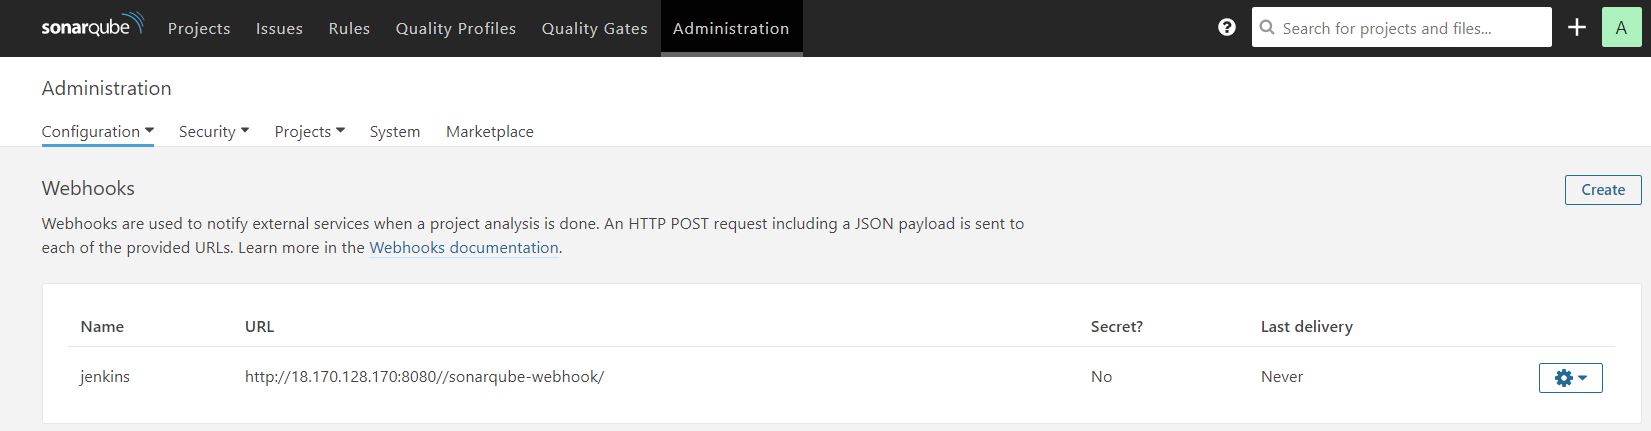 sonarqube Projects Issues Rules Quality Profiles Quality Gates Administration ? Search for projects and files... + A
Administration
Configuration Security Projects System Marketplace
Webhooks Create
Webhooks are used to notify external services when a project analysis is done. An HTTP POST request including a JSON payload is sent to
each of the provided URLs. Learn more in the Webhooks documentation.
Name URL Secret? Last delivery
jenkins http://18.170.128.170:8080//sonarqube-webhook/ No Never